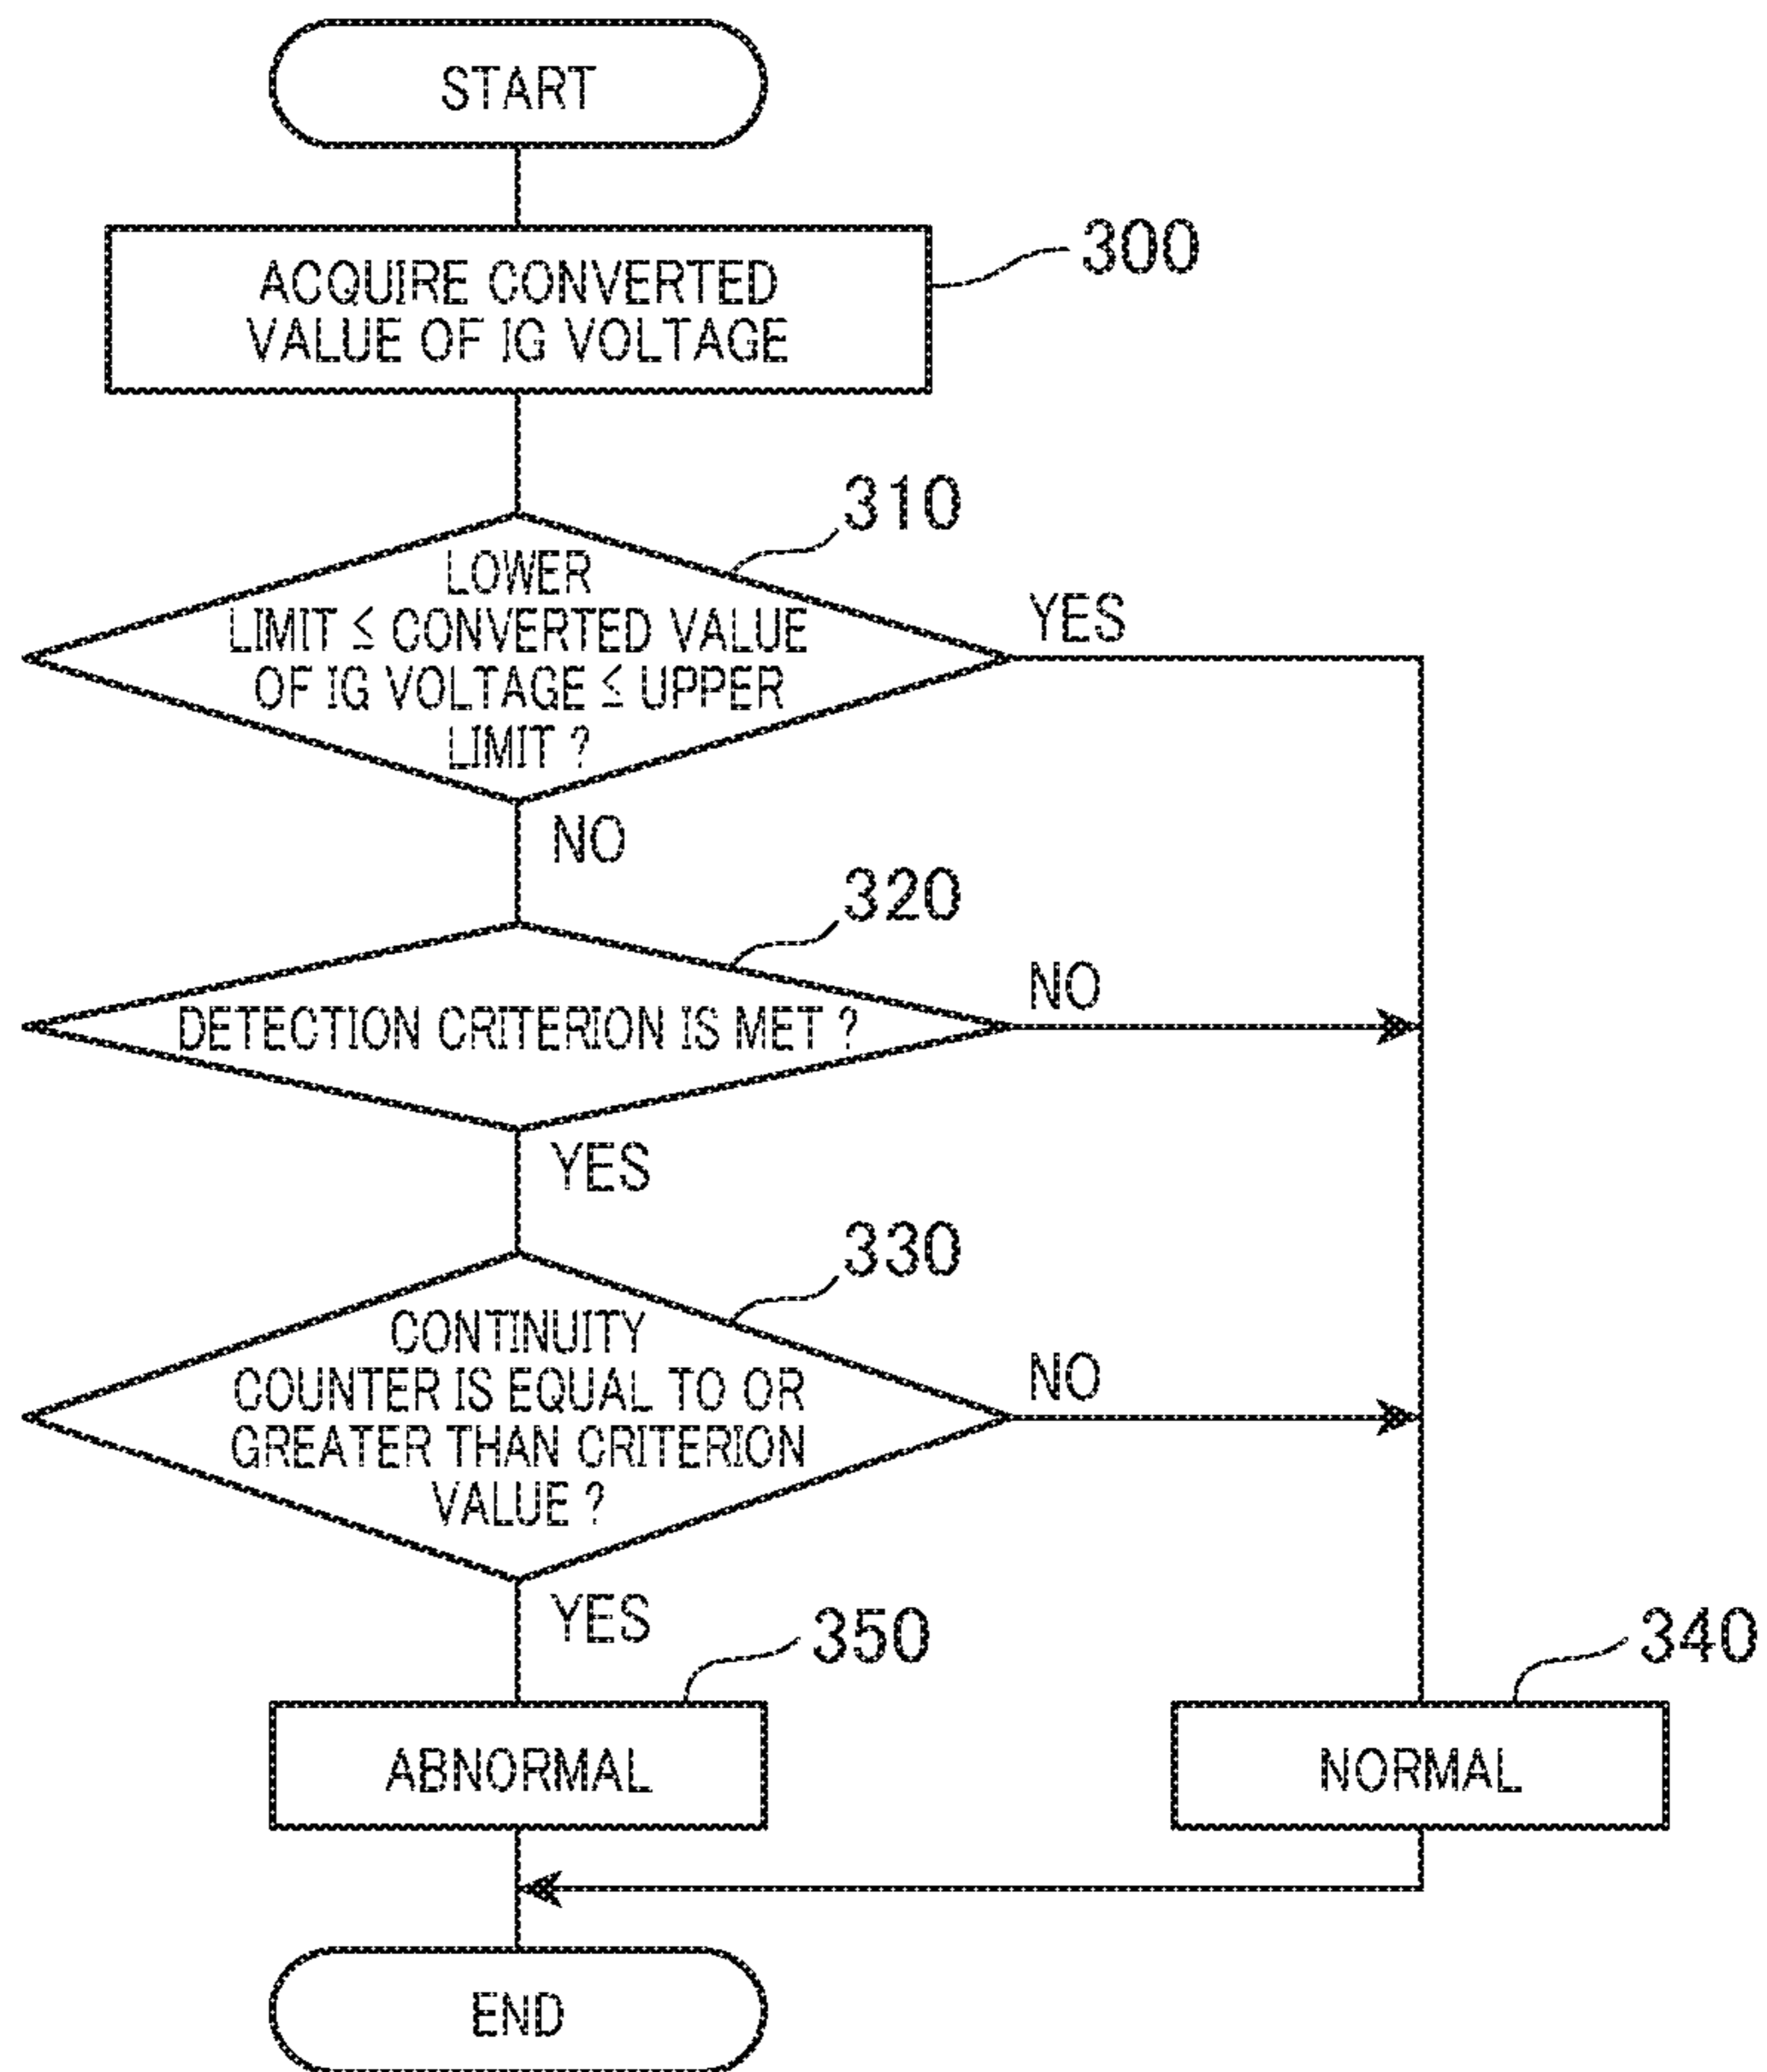 START
ACQUIRE CONVERTED
VALUE OF IG VOLTAGE
300
310
LOWER
LIMIT ≤ CONVERTED VALUE
OF IG VOLTAGE ≤ UPPER
LIMIT ?
YES
NO
320
DETECTION CRITERION IS MET ?
NO
YES
330
CONTINUITY
COUNTER IS EQUAL TO OR
GREATER THAN CRITERION
VALUE ?
NO
YES
350
340
ABNORMAL
NORMAL
END